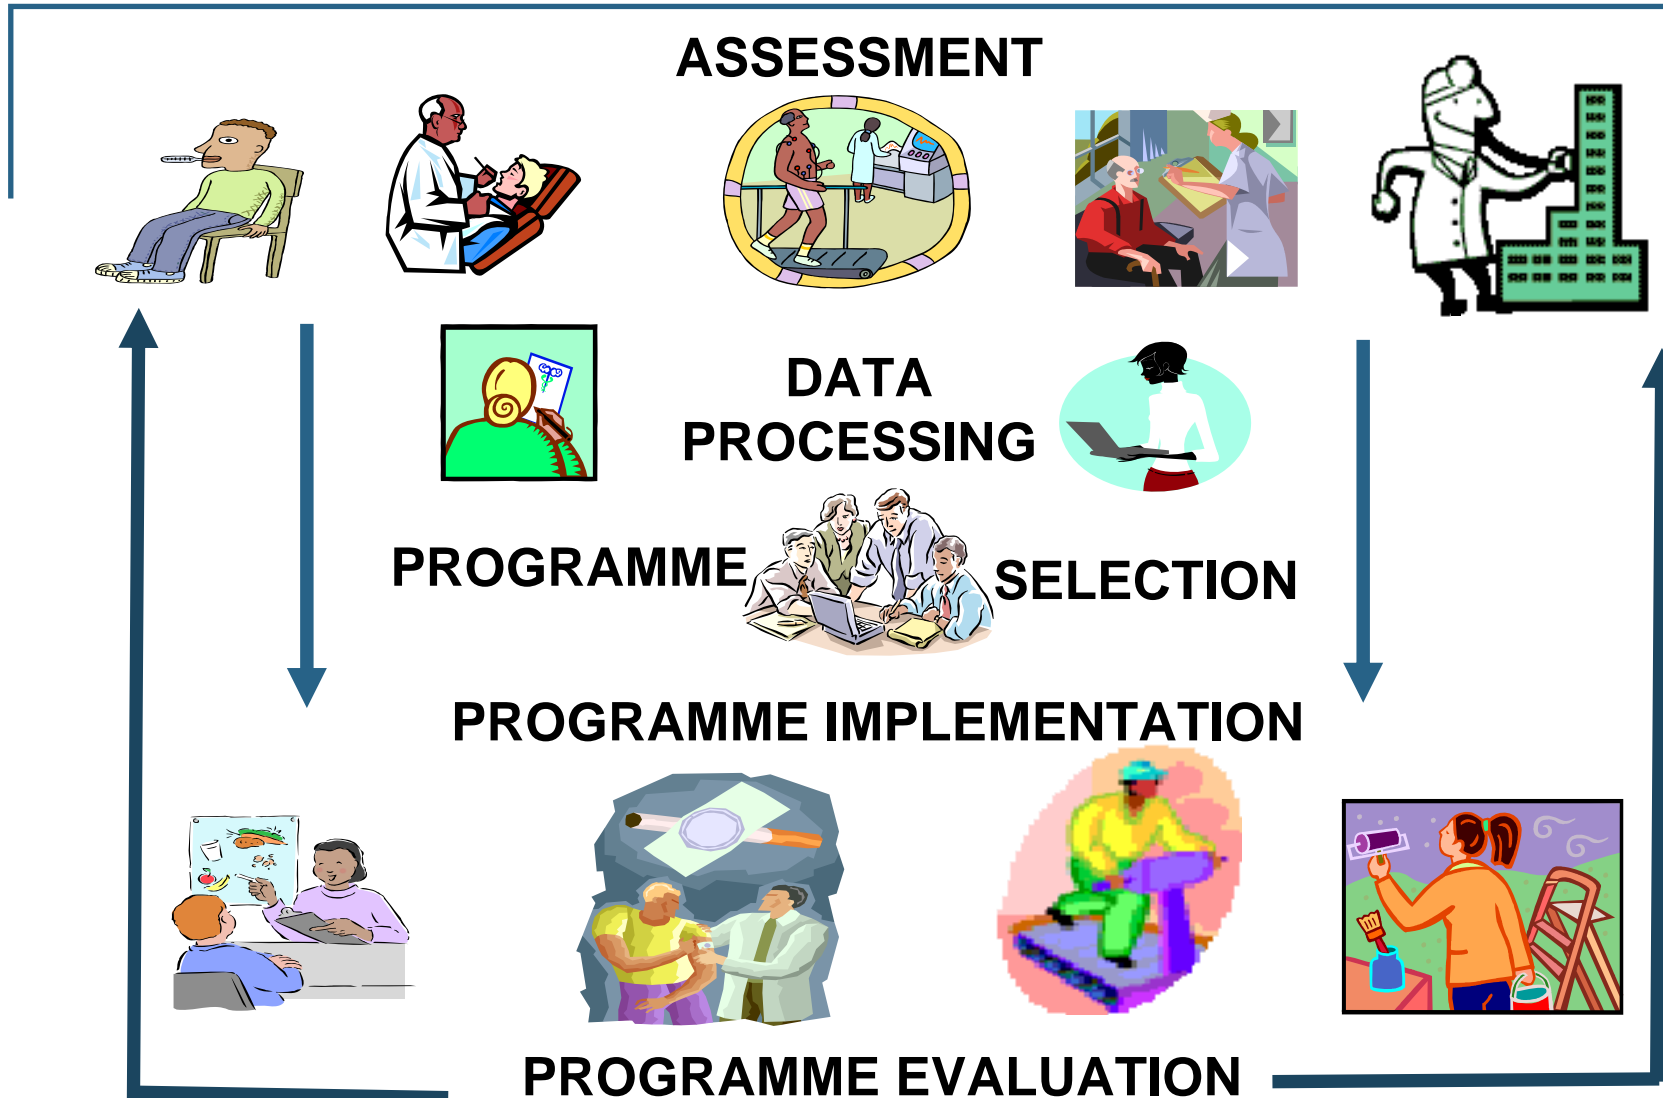 ASSESSMENT
DATA
PROCESSING
PROGRAMME SELECTION
PROGRAMME IMPLEMENTATION
PROGRAMME EVALUATION